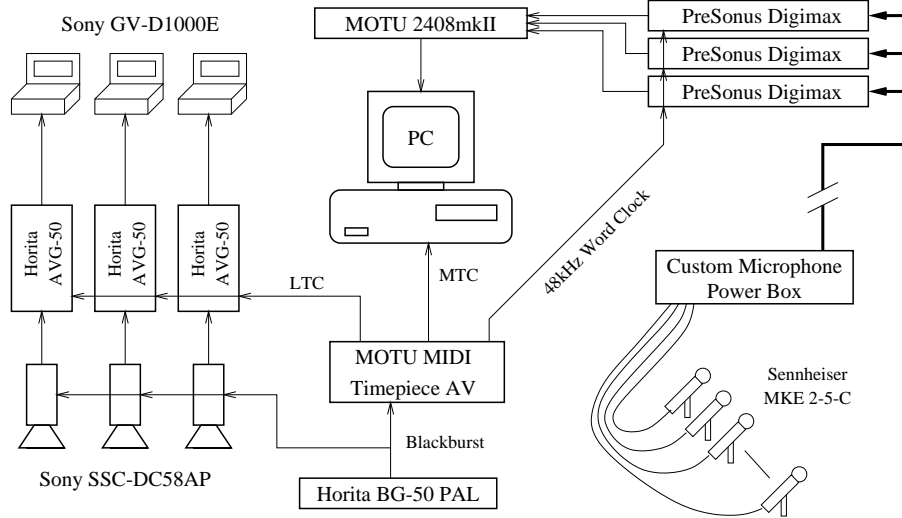 Sony GV-D1000E
MOTU 2408mkII
PreSonus Digimax
PreSonus Digimax
PreSonus Digimax
PC
Horita
AVG-50
Horita
AVG-50
Horita
AVG-50
48kHz Word Clock
LTC
MTC
Custom Microphone
Power Box
MOTU MIDI
Timepiece AV
Sennheiser
MKE 2-5-C
Blackburst
Sony SSC-DC58AP
Horita BG-50 PAL